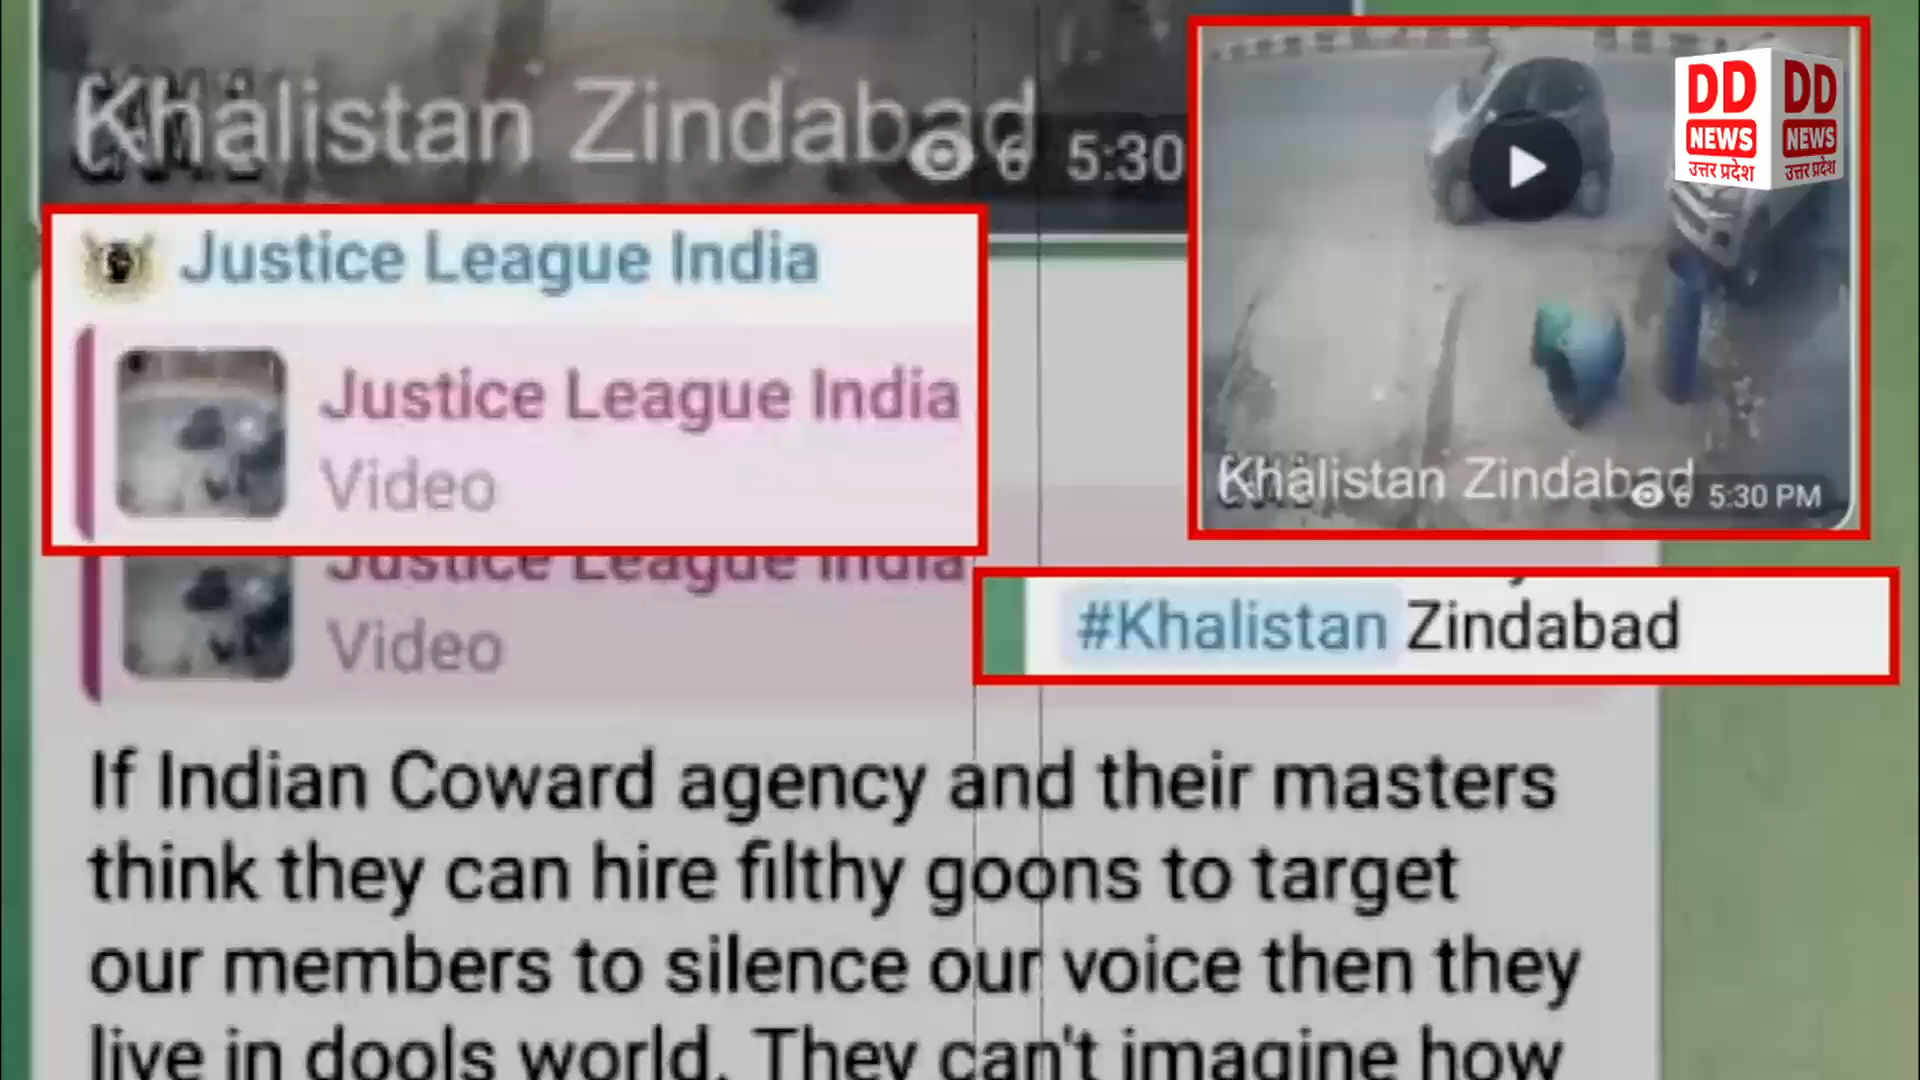 Khalistan Zindabad
6 5:30
Justice League India
Justice League India
Video
Justice League India
Video
DD NEWS उत्तर प्रदेश
DD NEWS उत्तर प्रदेश
Khalistan Zindabad
6 5:30 PM
#Khalistan Zindabad
If Indian Coward agency and their masters
think they can hire filthy goons to target
our members to silence our voice then they
live in dools world. They can't imagine how